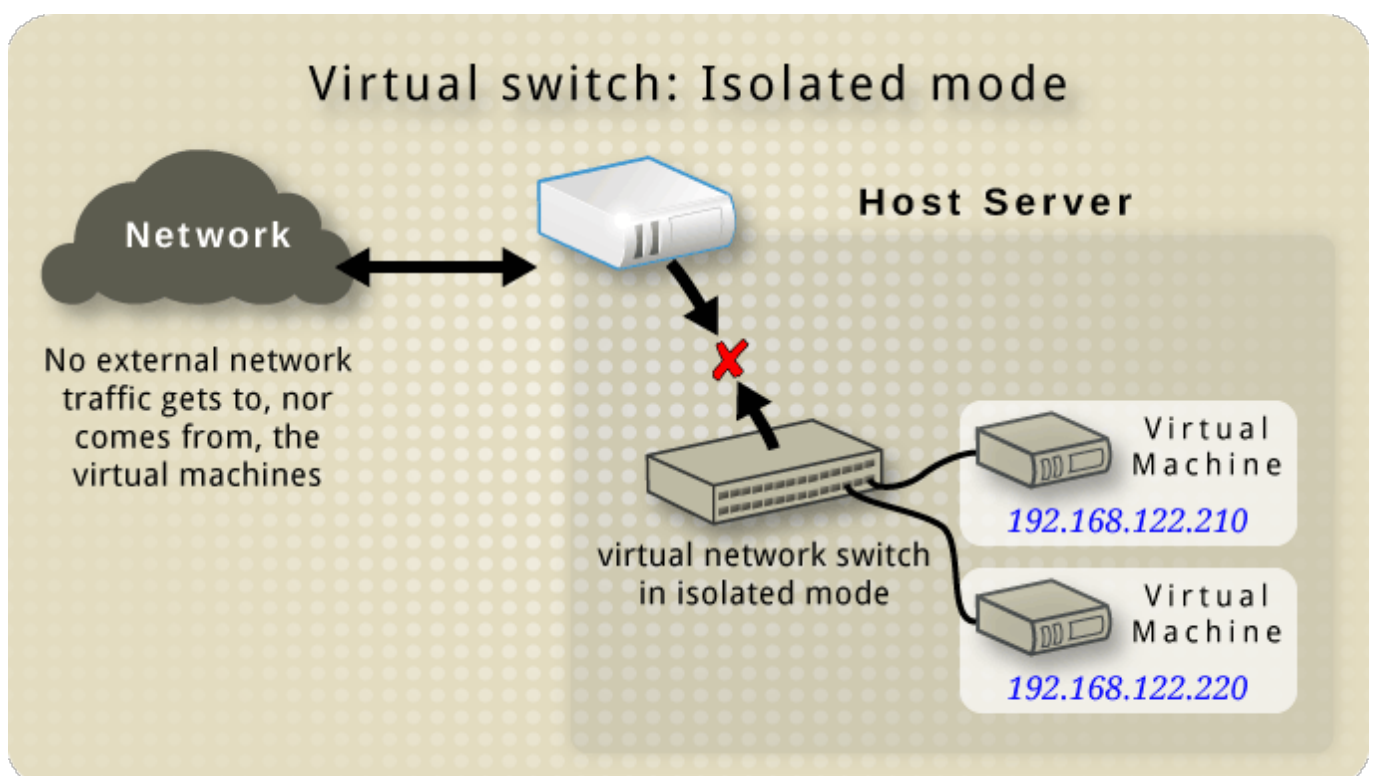 Virtual switch: Isolated mode
Host Server
Network
No external network
traffic gets to, nor
comes from, the
virtual machines
virtual network switch
in isolated mode
Virtual
Machine
192.168.122.210
Virtual
Machine
192.168.122.220